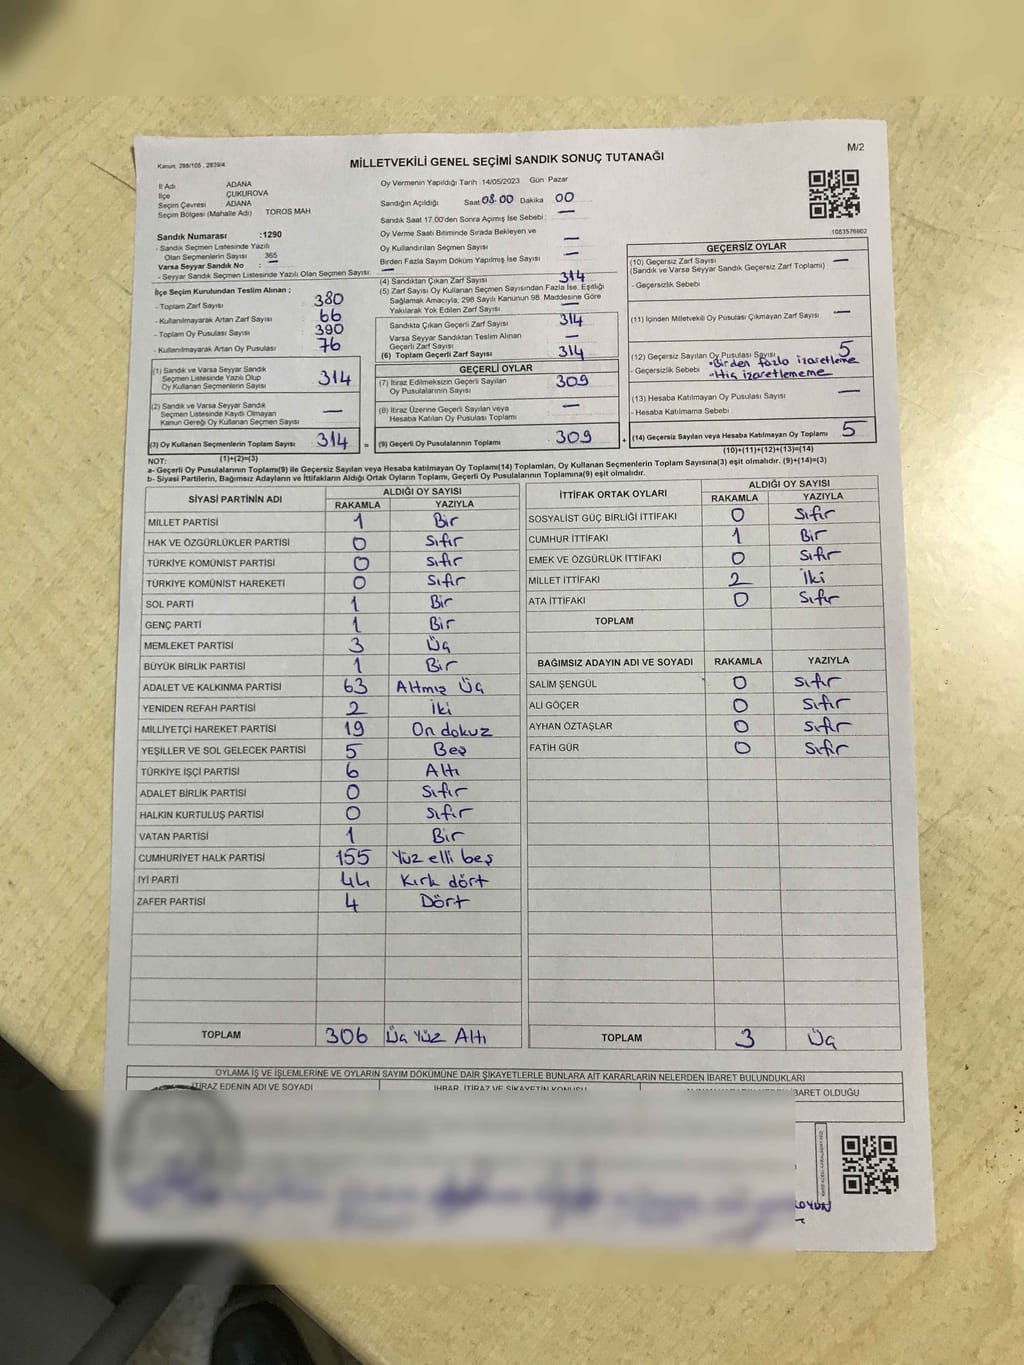 Kanun, 298/105 , 2839/4
M/2
MİLLETVEKİLİ GENEL SEÇİMİ SANDIK SONUÇ TUTANAĞI
İl Adı ADANA
İlçe ÇUKUROVA
Seçim Çevresi ADANA
Seçim Bölgesi (Mahalle Adı) TOROS MAH
Oy Vermenin Yapıldığı Tarih : 14/05/2023 Gün Pazar
Sandığın Açıldığı Saat 08:00 Dakika 00
Sandık Saat 17.00'den Sonra Açımış İse Sebebi : —
Oy Verme Saati Bitiminde Sırada Bekleyen ve
Oy Kullandırılan Seçmen Sayısı —
Birden Fazla Sayım Döküm Yapılmış İse Sayısı —
1083576902
Sandık Numarası :1290
- Sandık Seçmen Listesinde Yazılı
Olan Seçmenlerin Sayısı 365
Varsa Seyyar Sandık No : —
- Seyyar Sandık Seçmen Listesinde Yazılı Olan Seçmen Sayısı: —
İlçe Seçim Kurulundan Teslim Alınan ;
- Toplam Zarf Sayısı 380
- Kullanılmayarak Artan Zarf Sayısı 66
- Toplam Oy Pusulası Sayısı 390
- Kullanılmayarak Artan Oy Pusulası 76
(1) Sandık ve Varsa Seyyar Sandık
Seçmen Listesinde Yazılı Olup
Oy Kullanan Seçmenlerin Sayısı 314
(2) Sandık ve Varsa Seyyar Sandık
Seçmen Listesinde Kayıtlı Olmayan
Kanun Gereği Oy Kullanan Seçmenlerin Sayısı —
(3) Oy Kullanan Seçmenlerin Toplam Sayısı 314 =
(1)+(2)=(3)
(4) Sandıktan Çıkan Zarf Sayısı 314
(5) Zarf Sayısı Oy Kullanan Seçmen Sayısından Fazla İse, Eşitliği
Sağlamak Amacıyla, 298 Sayılı Kanunun 98. Maddesine Göre
Yakılarak Yok Edilen Zarf Sayısı —
Sandıkta Çıkan Geçerli Zarf Sayısı 314
Varsa Seyyar Sandıktan Teslim Alınan
Geçerli Zarf Sayısı —
(6) Toplam Geçerli Zarf Sayısı 314
GEÇERLİ OYLAR
(7) İtiraz Edilmeksizin Geçerli Sayılan
Oy Pusulalarının Sayısı 309
(8) İtiraz Üzerine Geçerli Sayılan veya
Hesaba Katılan Oy Pusulası Toplamı —
(9) Geçerli Oy Pusulalarının Toplamı 309 +
GEÇERSİZ OYLAR
(10) Geçersiz Zarf Sayısı —
(Sandık ve Varsa Seyyar Sandık Geçersiz Zarf Toplamı)
- Geçersizlik Sebebi
(11) İçinden Milletvekili Oy Pusulası Çıkmayan Zarf Sayısı —
(12) Geçersiz Sayılan Oy Pusulası Sayısı 5
- Geçersizlik Sebebi •Birden fazla işaretleme
-Hiç işaretlememe
(13) Hesaba Katılmayan Oy Pusulası Sayısı —
- Hesaba Katılmama Sebebi
(14) Geçersiz Sayılan veya Hesaba Katılmayan Oy Toplamı 5
(10)+(11)+(12)+(13)=(14)
NOT:
a- Geçerli Oy Pusulalarının Toplamı(9) ile Geçersiz Sayılan veya Hesaba katılmayan Oy Toplamı(14) Toplamları, Oy Kullanan Seçmenlerin Toplam Sayısına(3) eşit olmalıdır. (9)+(14)=(3)
b- Siyasi Partilerin, Bağımsız Adayların ve İttifakların Aldığı Ortak Oyların Toplamı, Geçerli Oy Pusulalarının Toplamına(9) eşit olmalıdır.
SİYASİ PARTİNİN ADI ALDIĞI OY SAYISI
RAKAMLA YAZIYLA
MİLLET PARTİSİ 1 Bir
HAK VE ÖZGÜRLÜKLER PARTİSİ 0 Sıfır
TÜRKİYE KOMÜNİST PARTİSİ 0 Sıfır
TÜRKİYE KOMÜNİST HAREKETİ 0 Sıfır
SOL PARTİ 1 Bir
GENÇ PARTİ 1 Bir
MEMLEKET PARTİSİ 3 Üç
BÜYÜK BİRLİK PARTİSİ 1 Bir
ADALET VE KALKINMA PARTİSİ 63 Altmış Üç
YENİDEN REFAH PARTİSİ 2 İki
MİLLİYETÇİ HAREKET PARTİSİ 19 On dokuz
YEŞİLLER VE SOL GELECEK PARTİSİ 5 Beş
TÜRKİYE İŞÇİ PARTİSİ 6 Altı
ADALET BİRLİK PARTİSİ 0 Sıfır
HALKIN KURTULUŞ PARTİSİ 0 Sıfır
VATAN PARTİSİ 1 Bir
CUMHURİYET HALK PARTİSİ 155 Yüz elli beş
İYİ PARTİ 44 Kırk dört
ZAFER PARTİSİ 4 Dört
TOPLAM 306 Üç Yüz Altı
İTTİFAK ORTAK OYLARI ALDIĞI OY SAYISI
RAKAMLA YAZIYLA
SOSYALİST GÜÇ BİRLİĞİ İTTİFAKI 0 Sıfır
CUMHUR İTTİFAKI 1 Bir
EMEK VE ÖZGÜRLÜK İTTİFAKI 0 Sıfır
MİLLET İTTİFAKI 2 İki
ATA İTTİFAKI 0 Sıfır
TOPLAM
BAĞIMSIZ ADAYIN ADI VE SOYADI RAKAMLA YAZIYLA
SALİM ŞENGÜL 0 Sıfır
ALİ GÖÇER 0 Sıfır
AYHAN ÖZTAŞLAR 0 Sıfır
FATİH GÜR 0 Sıfır
TOPLAM 3 Üç
OYLAMA İŞ VE İŞLEMLERİNE VE OYLARIN SAYIM DÖKÜMÜNE DAİR ŞİKAYETLERLE BUNLARA AİT KARARLARIN NELERDEN İBARET BULUNDUKLARI
İTİRAZ EDENİN ADI VE SOYADI İHBAR, İTİRAZ VE ŞİKAYETİN KONUSU İBARET OLDUĞU